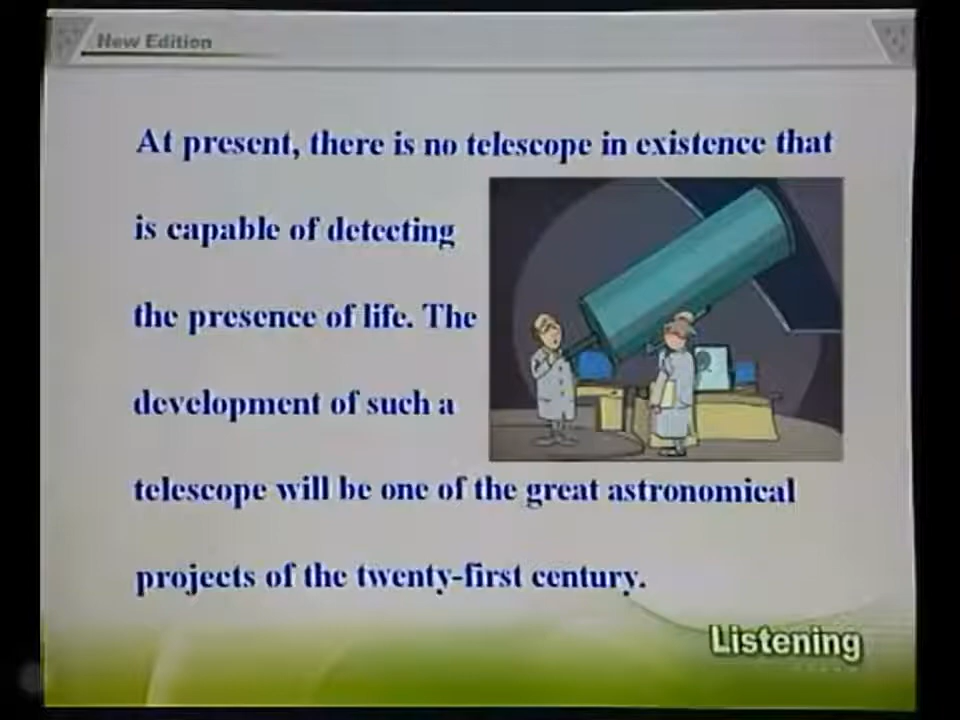 New Edition
At present, there is no telescope in existence that
is capable of detecting
the presence of life. The
development of such a
telescope will be one of the great astronomical
projects of the twenty-first century.
Listening